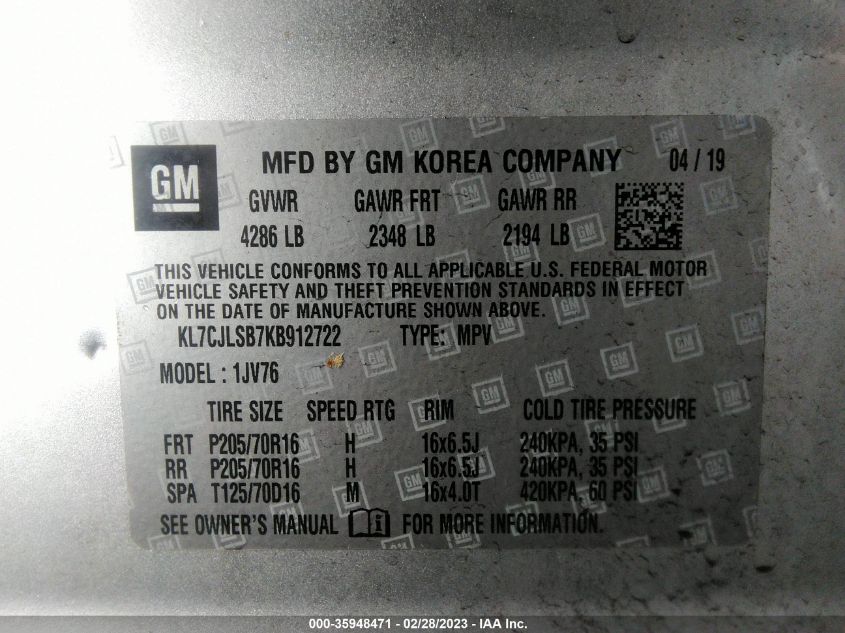 GM MFD BY GM KOREA COMPANY 04 / 19
GVWR GAWR FRT GAWR RR
4286 LB 2348 LB 2194 LB
THIS VEHICLE CONFORMS TO ALL APPLICABLE U.S. FEDERAL MOTOR
VEHICLE SAFETY AND THEFT PREVENTION STANDARDS IN EFFECT
ON THE DATE OF MANUFACTURE SHOWN ABOVE.
KL7CJLSB7KB912722 TYPE: MPV
MODEL : 1JV76
TIRE SIZE SPEED RTG RIM COLD TIRE PRESSURE
FRT P205/70R16 H 16x6.5J 240KPA, 35 PSI
RR P205/70R16 H 16x6.5J 240KPA, 35 PSI
SPA T125/70D16 M 16x4.0T 420KPA, 60 PSI
SEE OWNER'S MANUAL FOR MORE INFORMATION.
000-35948471 - 02/28/2023 - IAA Inc.